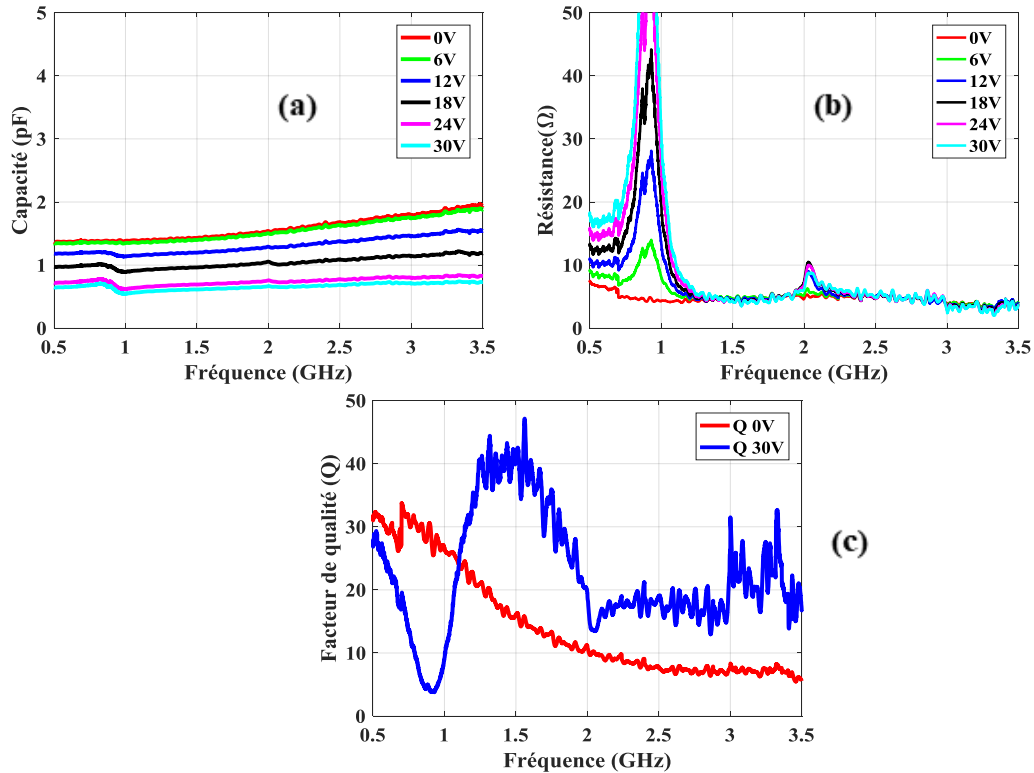 5
4
3
2
1
0
Capacité (pF)
0.5
1
1.5
2
2.5
3
3.5
Fréquence (GHz)
0V
6V
12V
18V
24V
30V
(a)
50
40
30
20
10
0
Résistance(Ω)
0.5
1
1.5
2
2.5
3
3.5
Fréquence (GHz)
0V
6V
12V
18V
24V
30V
(b)
50
40
30
20
10
0
Facteur de qualité (Q)
0.5
1
1.5
2
2.5
3
3.5
Fréquence (GHz)
Q 0V
Q 30V
(c)